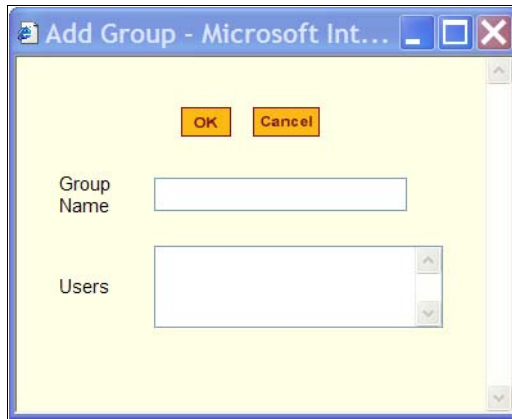 Add Group - Microsoft Int...
OK
Cancel
Group
Name
Users